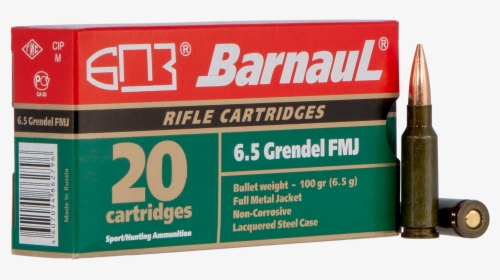 CIP
M
БПЗ® BarnauL®
RIFLE CARTRIDGES
6.5 Grendel FMJ
Made in Russia
20
cartridges
Sport/Hunting Ammunition
6.5 Grendel FMJ
Bullet weight - 100 gr (6.5 g)
Full Metal Jacket
Non-Corrosive
Lacquered Steel Case